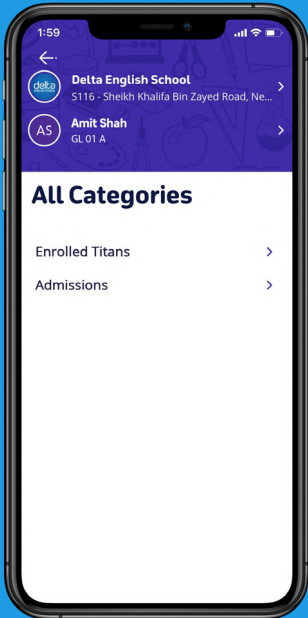 1:59
delta
Delta English School
S116 - Sheikh Khalifa Bin Zayed Road, Ne...
AS
Amit Shah
GL 01 A
All Categories
Enrolled Titans
Admissions